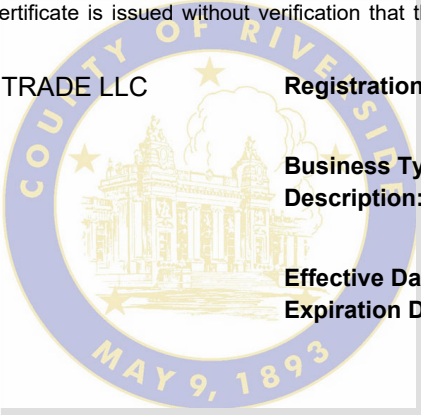 ertificate is issued without verification that th
TRADE LLC
Registration
Business Ty
Description:
Effective Da
Expiration D
COUNTY OF RIVERSIDE
MAY 9, 1893